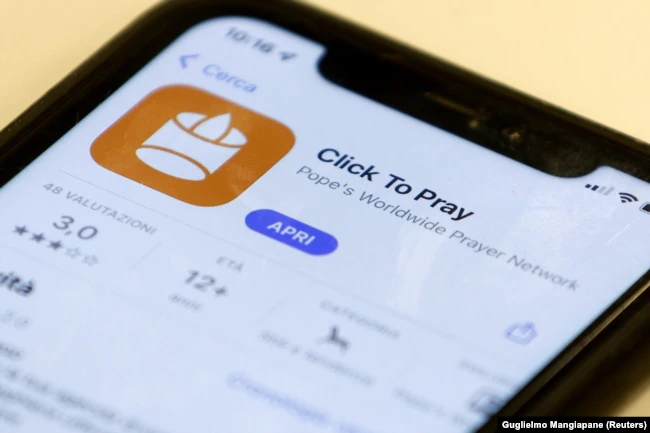 10:16
Cerca
Click To Pray
Pope's Worldwide Prayer Network
APRI
48 VALUTAZIONI
3,0
ETÀ
12+
anni
CATEGORIA
Guglielmo Mangiapane (Reuters)